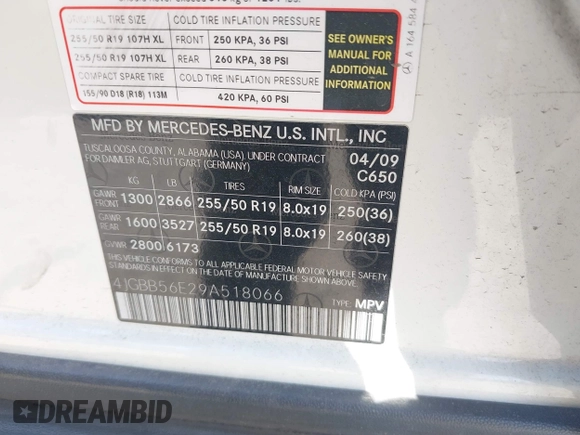 ORIGINAL TIRE SIZE COLD TIRE INFLATION PRESSURE
255/50 R19 107H XL FRONT 250 KPA, 36 PSI
255/50 R19 107H XL REAR 260 KPA, 38 PSI
COMPACT SPARE TIRE COLD TIRE INFLATION PRESSURE
155/90 D18 (R18) 113M 420 KPA, 60 PSI
SEE OWNER'S
MANUAL FOR
ADDITIONAL
INFORMATION
A 164 584
MFD BY MERCEDES-BENZ U.S. INTL., INC
TUSCALOOSA COUNTY, ALABAMA (USA) UNDER CONTRACT 04/09
FOR DAIMLER AG, STUTTGART (GERMANY) C650
KG LB TIRES RIM SIZE COLD KPA (PSI)
GAWR FRONT 1300 2866 255/50 R19 8.0x19 250(36)
GAWR REAR 1600 3527 255/50 R19 8.0x19 260(38)
GVWR 2800 6173
THIS VEHICLE CONFORMS TO ALL APPLICABLE FEDERAL MOTOR VEHICLE SAFETY
STANDARDS IN EFFECT ON THE DATE OF MANUFACTURE SHOWN ABOVE.
4JGBB56E29A518066 TYPE: MPV
DREAMBID